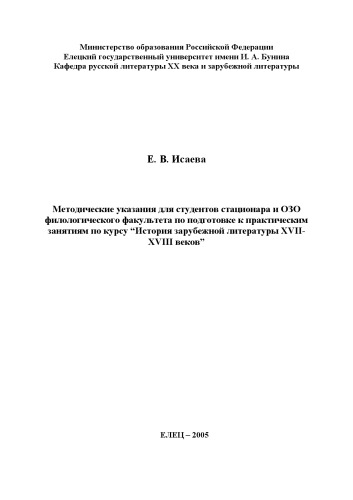 Министерство образования Российской Федерации
Елецкий государственный университет имени И. А. Бунина
Кафедра русской литературы XX века и зарубежной литературы
Е. В. Исаева
Методические указания для студентов стационара и ОЗО
филологического факультета по подготовке к практическим
занятиям по курсу “История зарубежной литературы XVII-
XVIII веков”
ЕЛЕЦ – 2005